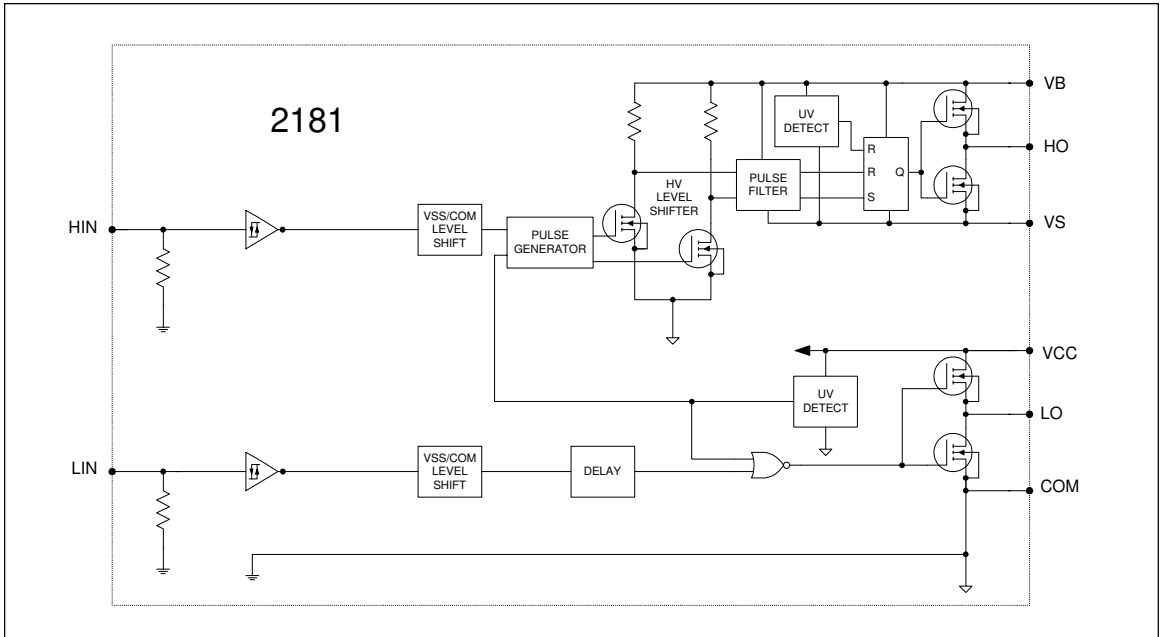 2181
VB
UV
DETECT
R
R
Q
S
HO
HV
LEVEL
SHIFTER
PULSE
FILTER
HIN
VSS/COM
LEVEL
SHIFT
PULSE
GENERATOR
VS
VCC
UV
DETECT
LO
LIN
VSS/COM
LEVEL
SHIFT
DELAY
COM